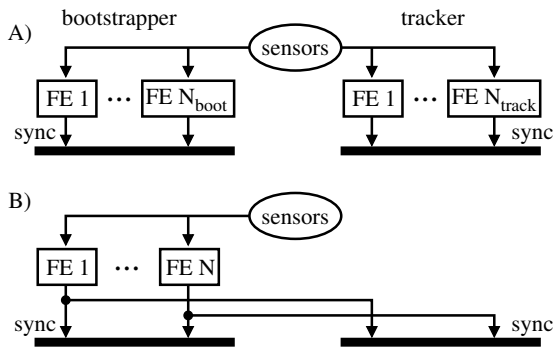 bootstrapper tracker
A)
sensors
FE 1 ... FE N_boot FE 1 ... FE N_track
sync sync
B)
sensors
FE 1 ... FE N
sync sync